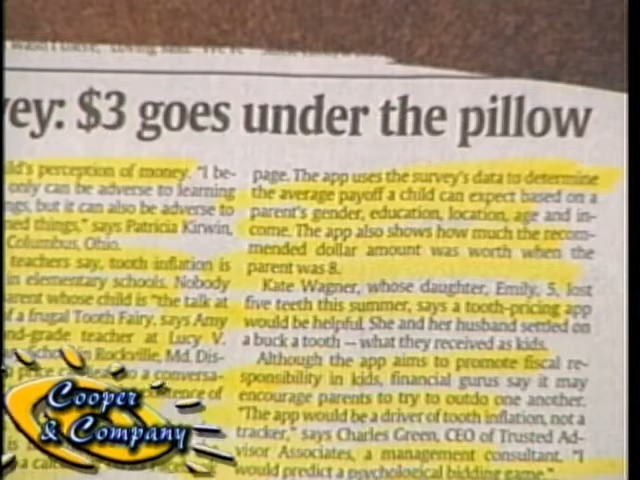 vey: $3 goes under the pillow
ld's perception of money. "I be-
only can be adverse to learning
ngs, but it can also be adverse to
ned things," says Patricia Kirwin,
Columbus, Ohio.
teachers say, tooth inflation is
n elementary schools. Nobody
arent whose child is "the talk at
of a frugal Tooth Fairy, says Amy
nd-grade teacher at Lucy V.
School in Rockville, Md. Dis-
a conversa-
page. The app uses the survey's data to determine
the average payoff a child can expect based on a
parent's gender, education, location, age and in-
come. The app also shows how much the recom-
mended dollar amount was worth when the
parent was 8.
Kate Wagner, whose daughter, Emily, 5, lost
five teeth this summer, says a tooth-pricing app
would be helpful. She and her husband settled on
a buck a tooth — what they received as kids.
Although the app aims to promote fiscal re-
sponsibility in kids, financial gurus say it may
encourage parents to try to outdo one another.
"The app would be a driver of tooth inflation, not a
tracker," says Charles Green, CEO of Trusted Ad-
visor Associates, a management consultant. "I
would predict a psychological bidding game."
Cooper
& Company